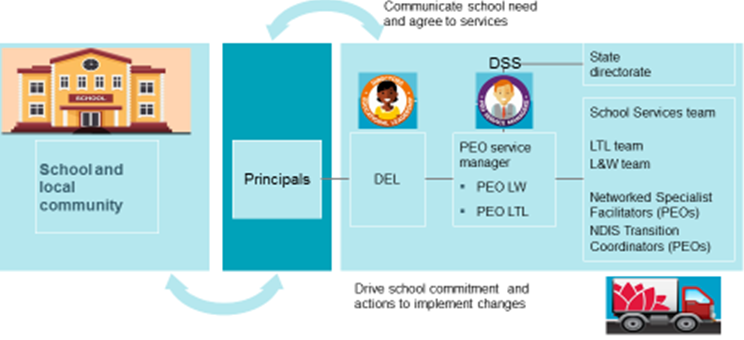 Communicate school need
and agree to services
SCHOOL
School and
local
community
Principals
DEL
DSS
PEO service
manager
▪ PEO LW
▪ PEO LTL
State
directorate
School Services team
LTL team
L&W team
Networked Specialist
Facilitators (PEOs)
NDIS Transition
Coordinators (PEOs)
Drive school commitment and
actions to implement changes